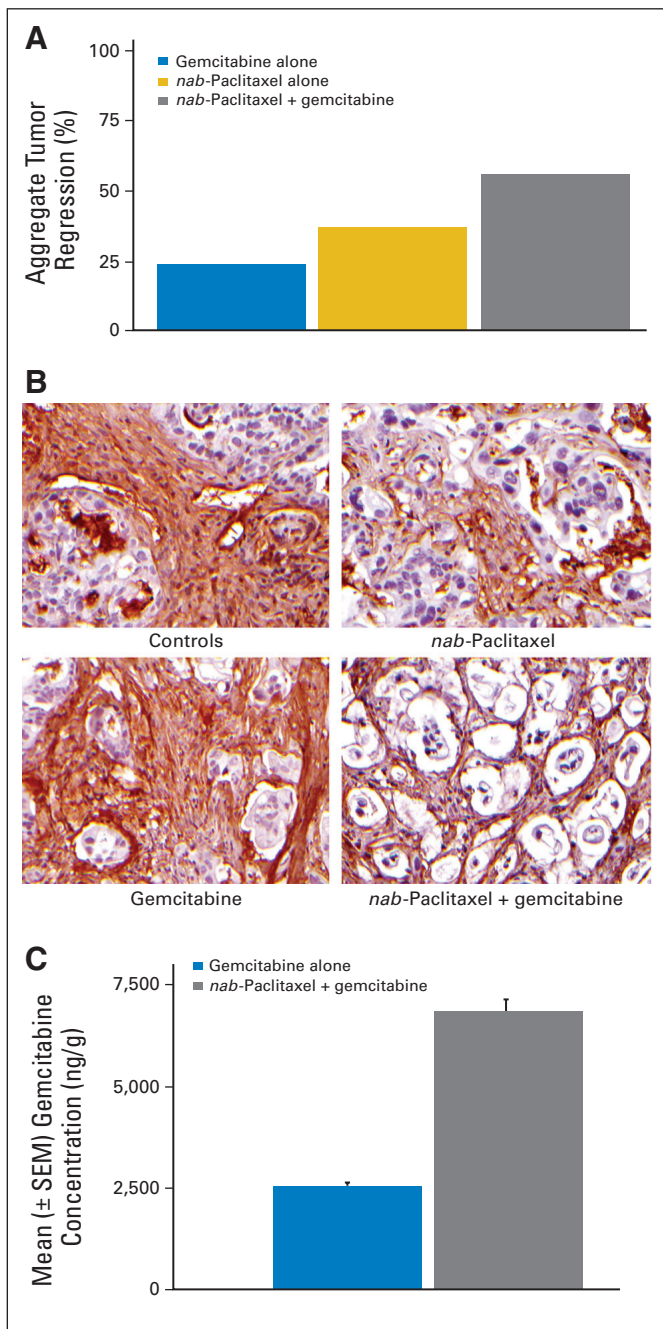 A
Aggregate Tumor
Regression (%)
100
75
50
25
0
Gemcitabine alone
nab-Paclitaxel alone
nab-Paclitaxel + gemcitabine
B
Controls
nab-Paclitaxel
Gemcitabine
nab-Paclitaxel + gemcitabine
C
Mean (± SEM) Gemcitabine
Concentration (ng/g)
7,500
5,000
2,500
0
Gemcitabine alone
nab-Paclitaxel + gemcitabine